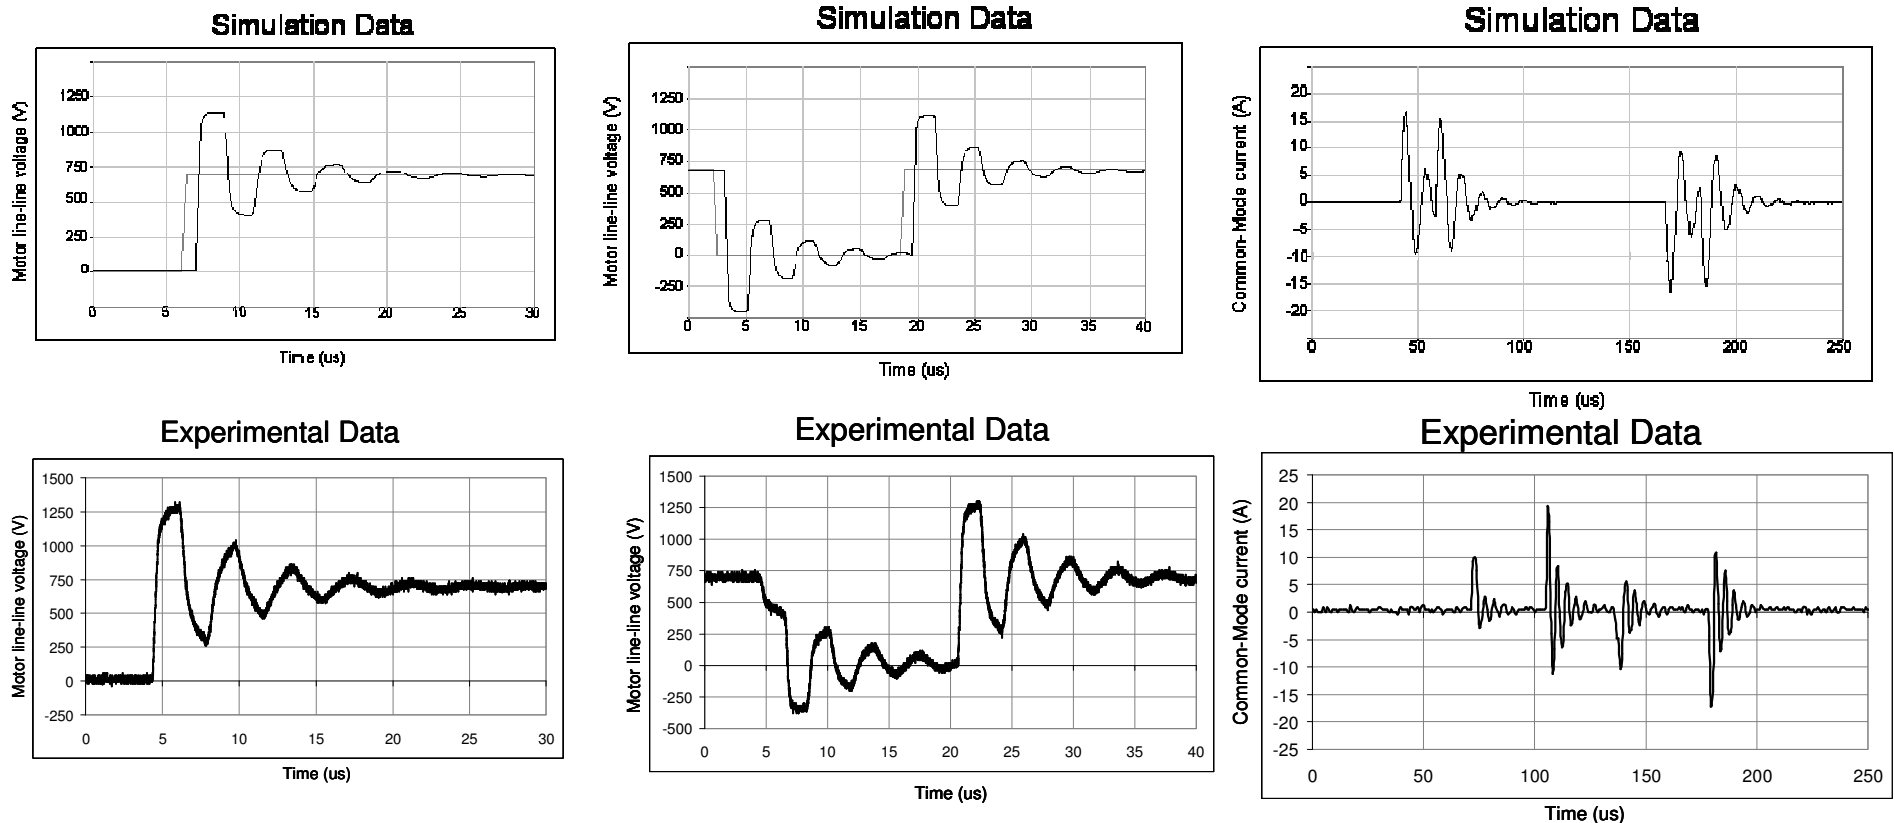 Simulation Data
Motor line-line voltage (V)
1250
1000
750
500
250
0
0 5 10 15 20 25 30
Time (us)
Simulation Data
Motor line-line voltage (V)
1250
1000
750
500
250
0
-250
0 5 10 15 20 25 30 35 40
Time (us)
Simulation Data
Common-Mode current (A)
20
15
10
5
0
-5
-10
-15
-20
0 50 100 150 200 250
Time (us)
Experimental Data
Motor line-line voltage (V)
1500
1250
1000
750
500
250
0
-250
0 5 10 15 20 25 30
Time (us)
Experimental Data
Motor line-line voltage (V)
1500
1250
1000
750
500
250
0
-250
-500
0 5 10 15 20 25 30 35 40
Time (us)
Experimental Data
Common-Mode current (A)
25
20
15
10
5
0
-5
-10
-15
-20
-25
0 50 100 150 200 250
Time (us)